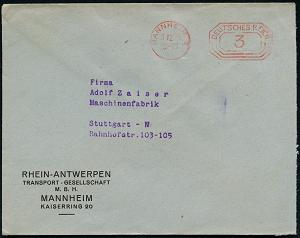 MANNHEIM
DEUTSCHES REICH
3
Firma
Adolf Zaiser
Maschinenfabrik
Stuttgart - N
Bahnhofstr.103-105
RHEIN-ANTWERPEN
TRANSPORT-GESELLSCHAFT
M. B. H.
MANNHEIM
KAISERRING 20